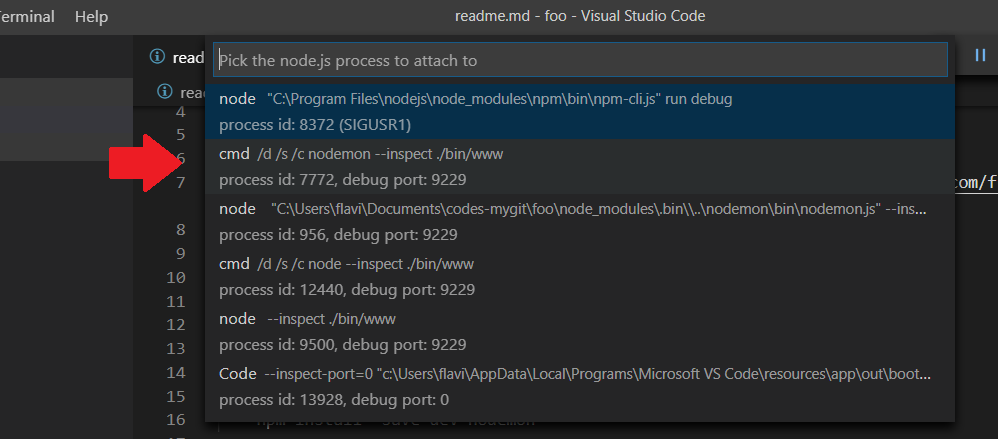 Terminal Help readme.md - foo - Visual Studio Code
Pick the node.js process to attach to
node "C:\Program Files\nodejs\node_modules\npm\bin\npm-cli.js" run debug
process id: 8372 (SIGUSR1)
cmd /d /s /c nodemon --inspect ./bin/www
process id: 7772, debug port: 9229
node "C:\Users\flavi\Documents\codes-mygit\foo\node_modules\.bin\\..\nodemon\bin\nodemon.js" --ins...
process id: 956, debug port: 9229
cmd /d /s /c node --inspect ./bin/www
process id: 12440, debug port: 9229
node --inspect ./bin/www
process id: 9500, debug port: 9229
Code --inspect-port=0 "c:\Users\flavi\AppData\Local\Programs\Microsoft VS Code\resources\app\out\boot...
process id: 13928, debug port: 0
read
rea
4
5
6
7
com/f
8
9
10
11
12
13
14
15
16 npm install --save-dev nodemon